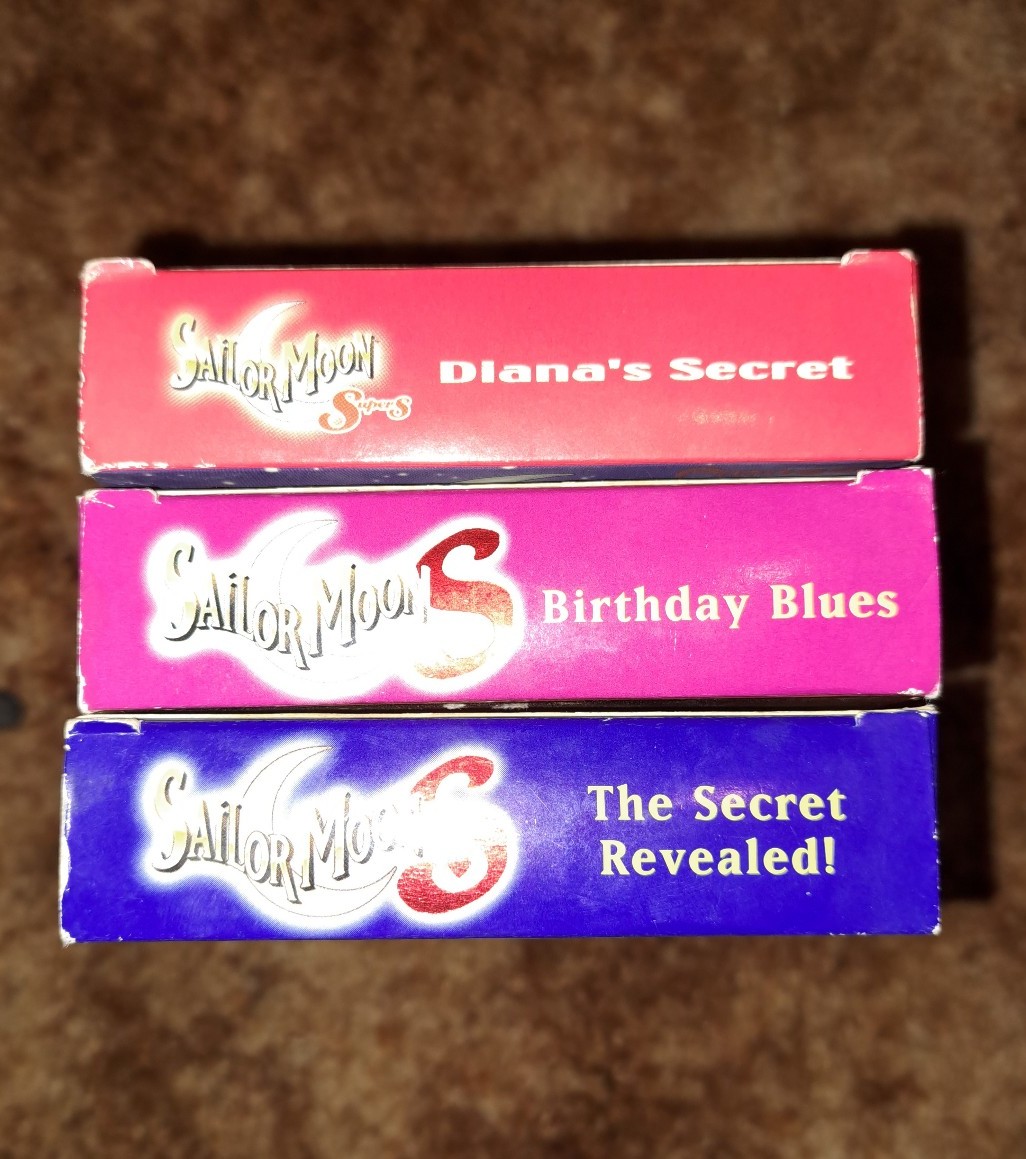 SAILOR MOON
SuperS
Diana's Secret
SAILOR MOON S
Birthday Blues
SAILOR MOON S
The Secret
Revealed!